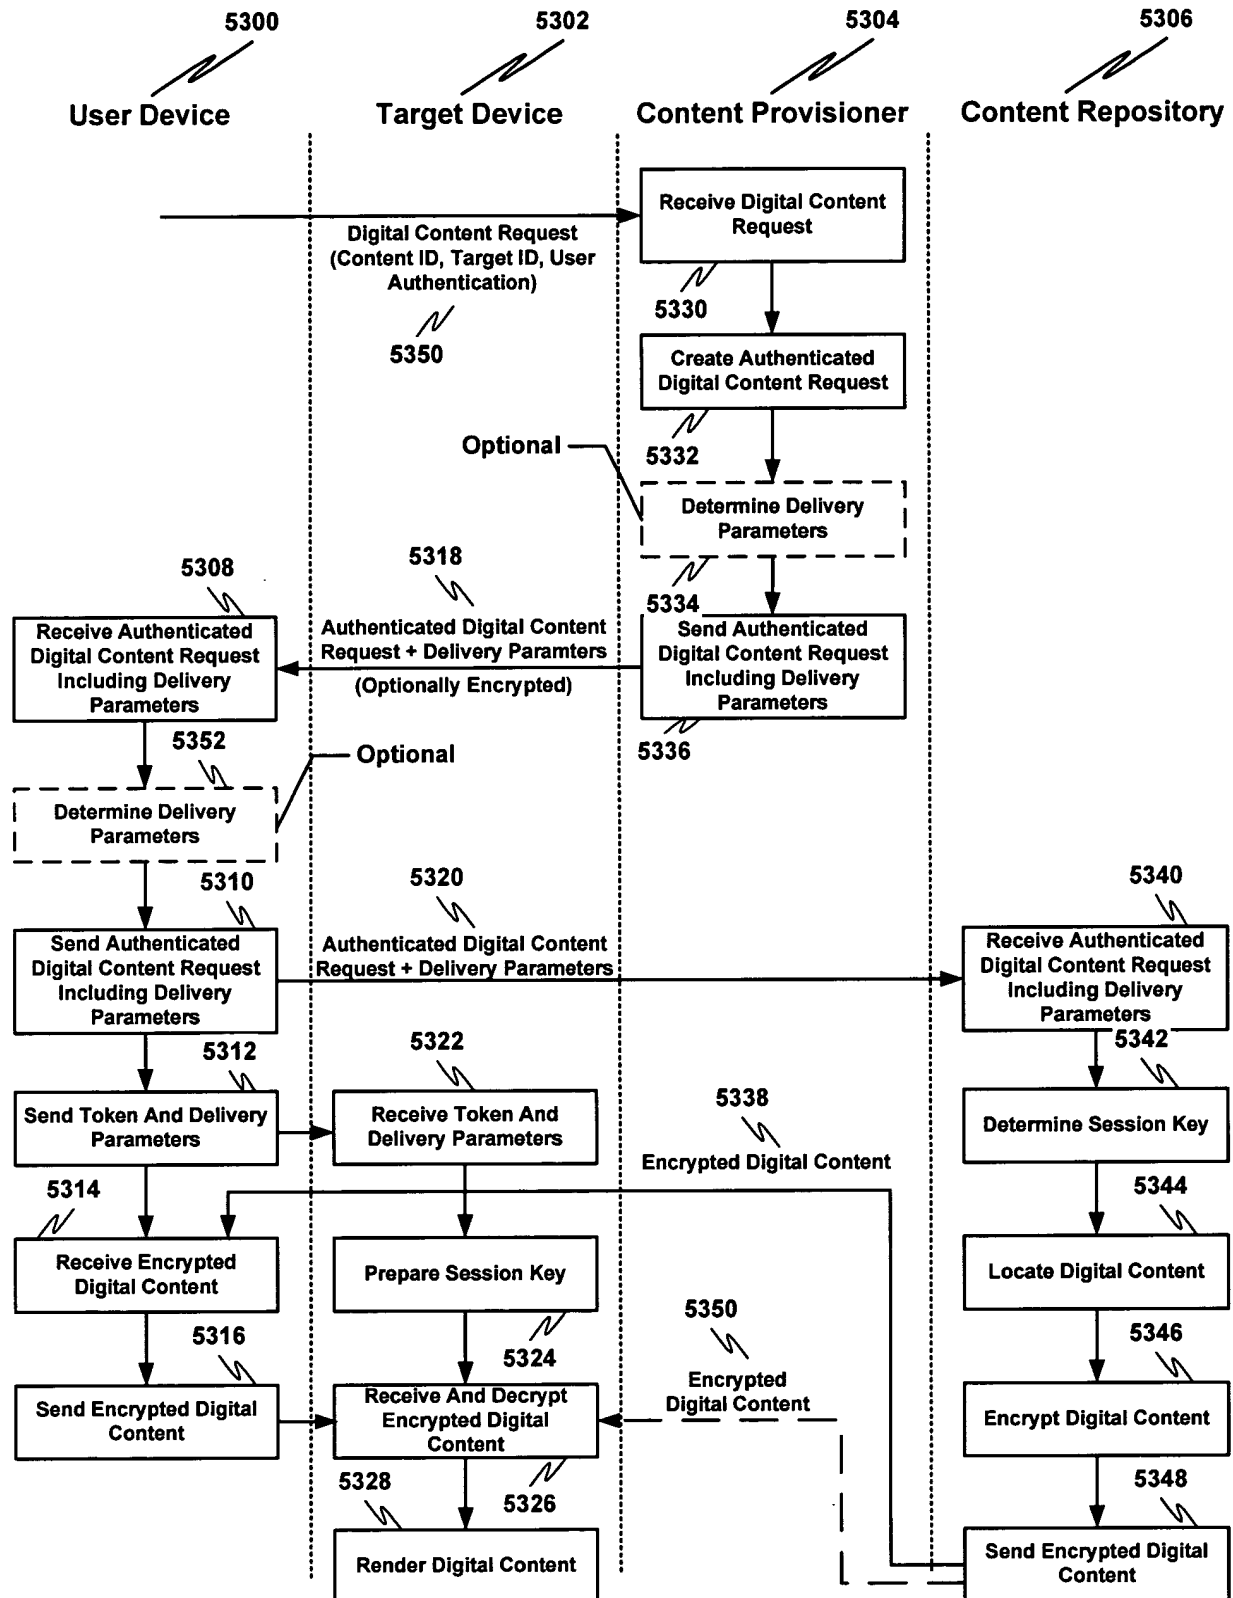 5300
5302
5304
5306
User Device
Target Device
Content Provisioner
Content Repository
Receive Digital Content
Request
Digital Content Request
(Content ID, Target ID, User
Authentication)
5330
5350
Create Authenticated
Digital Content Request
Optional
5332
Determine Delivery
Parameters
5318
5308
5334
Receive Authenticated
Digital Content Request
Including Delivery
Parameters
Authenticated Digital Content
Request + Delivery Paramters
(Optionally Encrypted)
Send Authenticated
Digital Content Request
Including Delivery
Parameters
5352
Optional
5336
Determine Delivery
Parameters
5310
5320
5340
Send Authenticated
Digital Content Request
Including Delivery
Parameters
Authenticated Digital Content
Request + Delivery Parameters
Receive Authenticated
Digital Content Request
Including Delivery
Parameters
5312
5322
5342
Send Token And Delivery
Parameters
Receive Token And
Delivery Parameters
5338
Encrypted Digital Content
Determine Session Key
5314
5344
Receive Encrypted
Digital Content
Prepare Session Key
Locate Digital Content
5316
5324
5350
5346
Send Encrypted Digital
Content
Receive And Decrypt
Encrypted Digital
Content
Encrypted
Digital Content
Encrypt Digital Content
5328
5326
5348
Render Digital Content
Send Encrypted Digital
Content